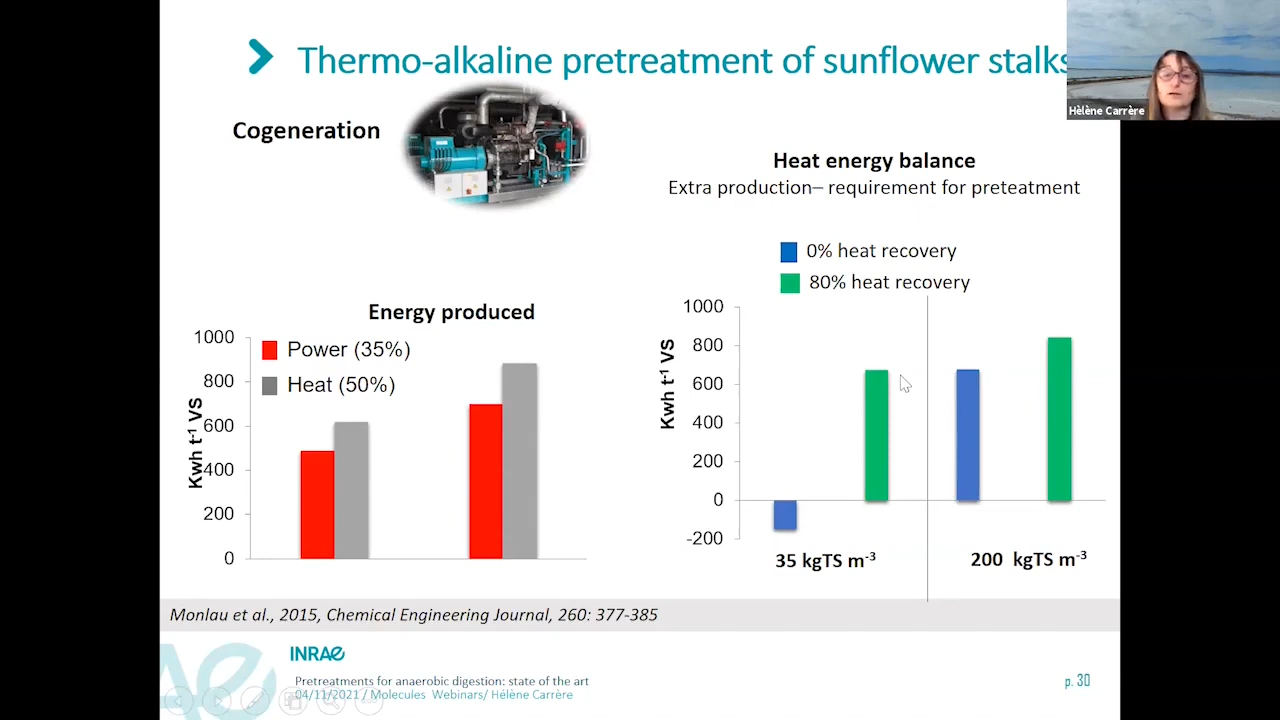 Thermo-alkaline pretreatment of sunflower stalks
Hélène Carrère
Cogeneration
Heat energy balance
Extra production– requirement for preteatment
0% heat recovery
80% heat recovery
Energy produced
Power (35%)
Heat (50%)
Kwh t-1 VS
1000
800
600
400
200
0
Kwh t-1 VS
1000
800
600
400
200
0
-200
35 kgTS m-3
200 kgTS m-3
Monlau et al., 2015, Chemical Engineering Journal, 260: 377-385
INRAE
Pretreatments for anaerobic digestion: state of the art
04/11/2021 / Molecules Webinars/ Hélène Carrère
p. 30